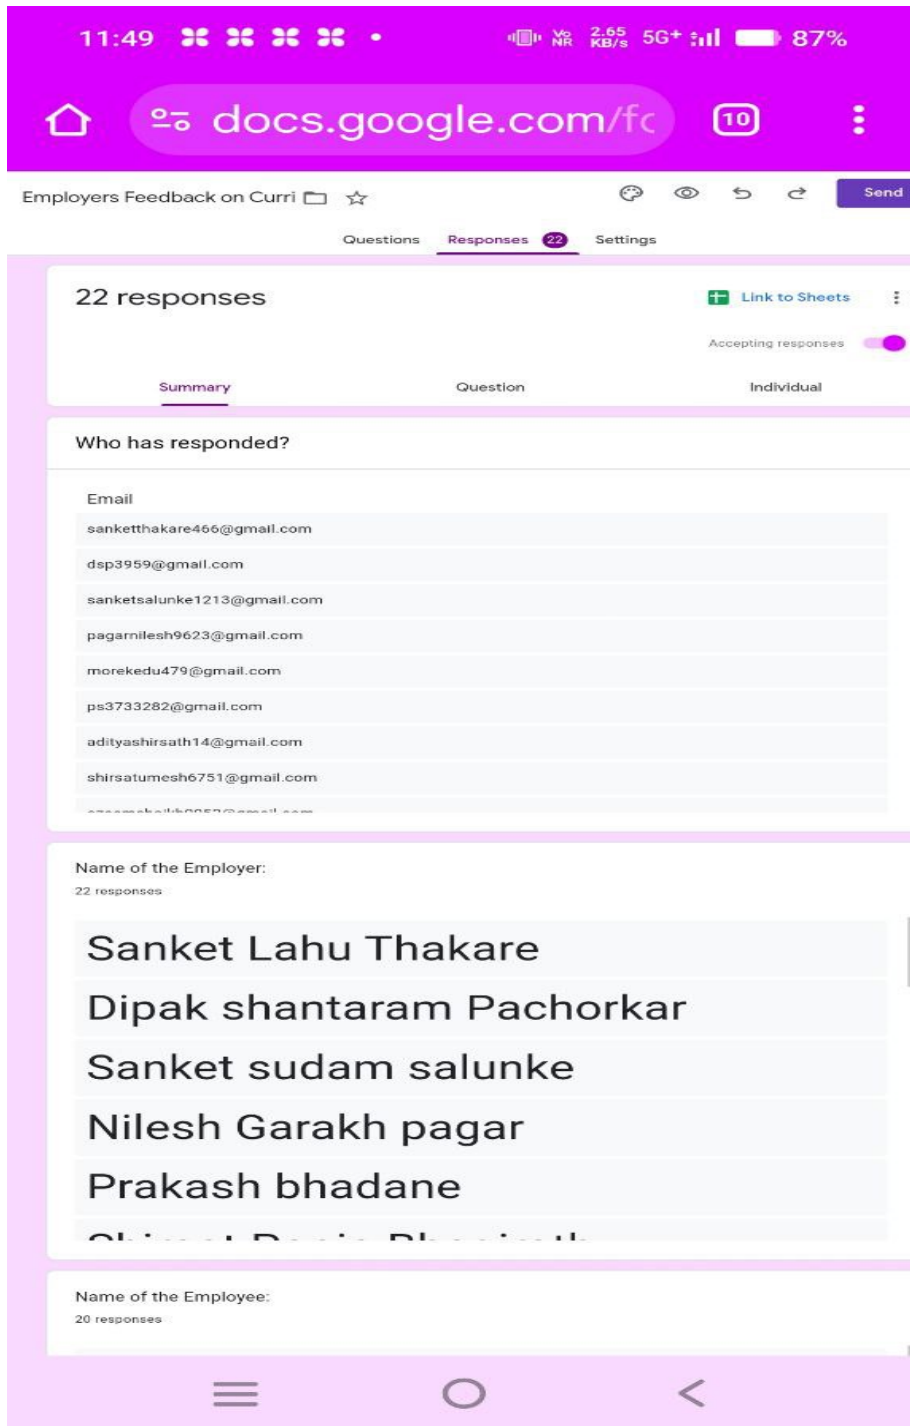 11:49
Vo NR 2.65 KB/s 5G+ 87%
docs.google.com/fc
10
Employers Feedback on Curri
Send
Questions Responses 22 Settings
22 responses
Link to Sheets
Accepting responses
Summary Question Individual
Who has responded?
Email
sanketthakare466@gmail.com
dsp3959@gmail.com
sanketsalunke1213@gmail.com
pagarnilesh9623@gmail.com
morekedu479@gmail.com
ps3733282@gmail.com
adityashirsath14@gmail.com
shirsatumesh6751@gmail.com
Name of the Employer:
22 responses
Sanket Lahu Thakare
Dipak shantaram Pachorkar
Sanket sudam salunke
Nilesh Garakh pagar
Prakash bhadane
Name of the Employee:
20 responses